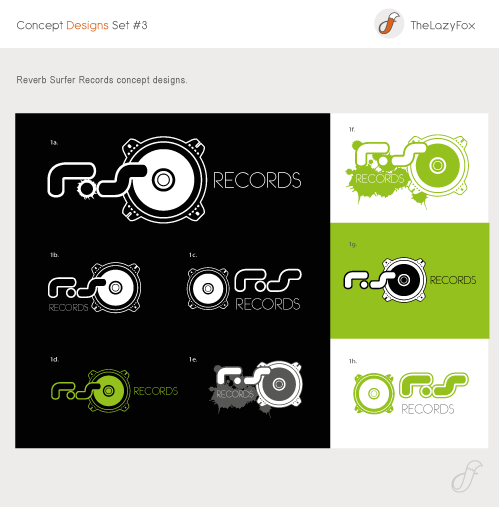 Concept Designs Set #3
TheLazyFox
Reverb Surfer Records concept designs.
1a.
r.s RECORDS
1b.
r.s
RECORDS
1c.
r.s
RECORDS
1d.
r.s RECORDS
1e.
r.s
RECORDS
1f.
r.s
RECORDS
1g.
r.s RECORDS
1h.
r.s
RECORDS